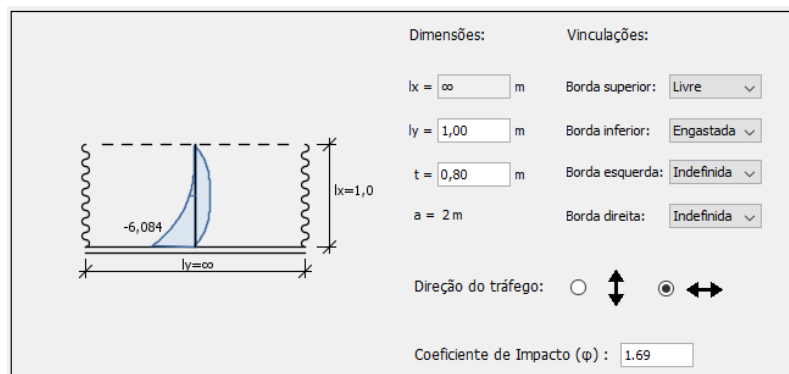 Dimensões: Vinculações:
lx = ∞ m Borda superior: Livre
ly = 1,00 m Borda inferior: Engastada
t = 0,80 m Borda esquerda: Indefinida
a = 2 m Borda direita: Indefinida
lx=1,0
-6,084
ly=∞
Direção do tráfego:
Coeficiente de Impacto (φ) : 1.69